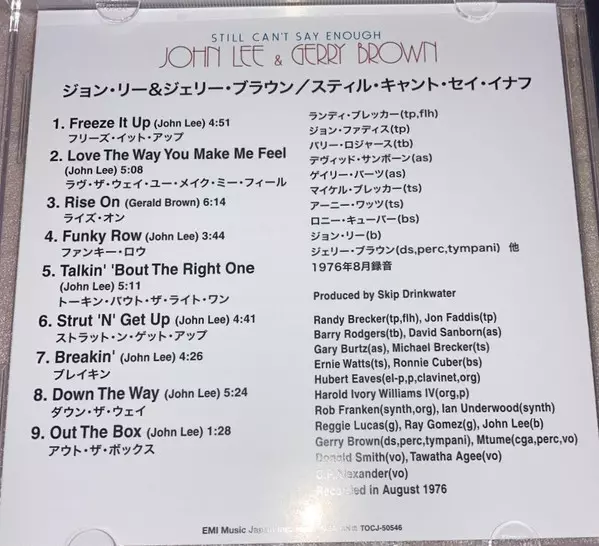 STILL CAN'T SAY ENOUGH
JOHN LEE & GERRY BROWN
ジョン・リー&ジェリー・ブラウン/スティル・キャント・セイ・イナフ
1. Freeze It Up (John Lee) 4:51
フリーズ・イット・アップ
2. Love The Way You Make Me Feel
(John Lee) 5:08
ラヴ・ザ・ウェイ・ユー・メイク・ミー・フィール
3. Rise On (Gerald Brown) 6:14
ライズ・オン
4. Funky Row (John Lee) 3:44
ファンキー・ロウ
5. Talkin' 'Bout The Right One
(John Lee) 5:11
トーキン・バウト・ザ・ライト・ワン
6. Strut 'N' Get Up (John Lee) 4:41
ストラット・ン・ゲット・アップ
7. Breakin' (John Lee) 4:26
ブレイキン
8. Down The Way (John Lee) 5:24
ダウン・ザ・ウェイ
9. Out The Box (John Lee) 1:28
アウト・ザ・ボックス
ランディ・ブレッカー(tp,flh)
ジョン・ファディス(tp)
バリー・ロジャース(tb)
デヴィッド・サンボーン(as)
ゲイリー・バーツ(as)
マイケル・ブレッカー(ts)
アーニー・ワッツ(ts)
ロニー・キューバー(bs)
ジョン・リー(b)
ジェリー・ブラウン(ds,perc,tympani) 他
1976年8月録音
Produced by Skip Drinkwater
Randy Brecker(tp,flh), Jon Faddis(tp)
Barry Rodgers(tb), David Sanborn(as)
Gary Burtz(as), Michael Brecker(ts)
Ernie Watts(ts), Ronnie Cuber(bs)
Hubert Eaves(el-p,p,clavinet,org)
Harold Ivory Williams IV(org,p)
Rob Franken(synth,org), Ian Underwood(synth)
Reggie Lucas(g), Ray Gomez(g), John Lee(b)
Gerry Brown(ds,perc,tympani), Mtume(cga,perc,vo)
Donald Smith(vo), Tawatha Agee(vo)
Alexander(vo)
Recorded in August 1976
EMI Music Japan TOCJ-50546